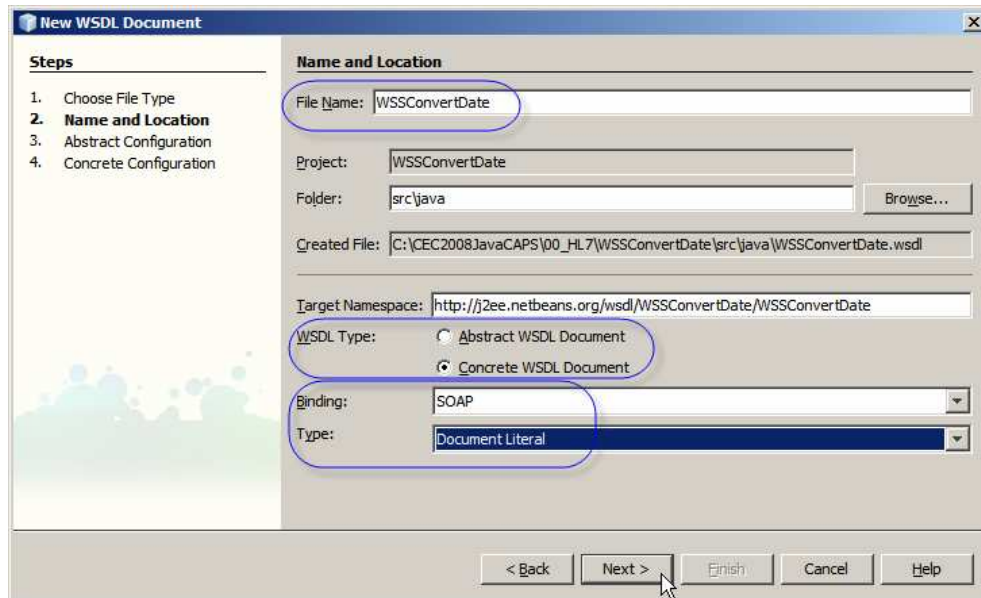 New WSDL Document
Steps
1. Choose File Type
2. Name and Location
3. Abstract Configuration
4. Concrete Configuration
Name and Location
File Name: WSSConvertDate
Project: WSSConvertDate
Folder: src\java Browse...
Created File: C:\CEC2008JavaCAPS\00_HL7\WSSConvertDate\src\java\WSSConvertDate.wsdl
Target Namespace: http://j2ee.netbeans.org/wsdl/WSSConvertDate/WSSConvertDate
WSDL Type: Abstract WSDL Document
Concrete WSDL Document
Binding: SOAP
Type: Document Literal
< Back Next > Finish Cancel Help